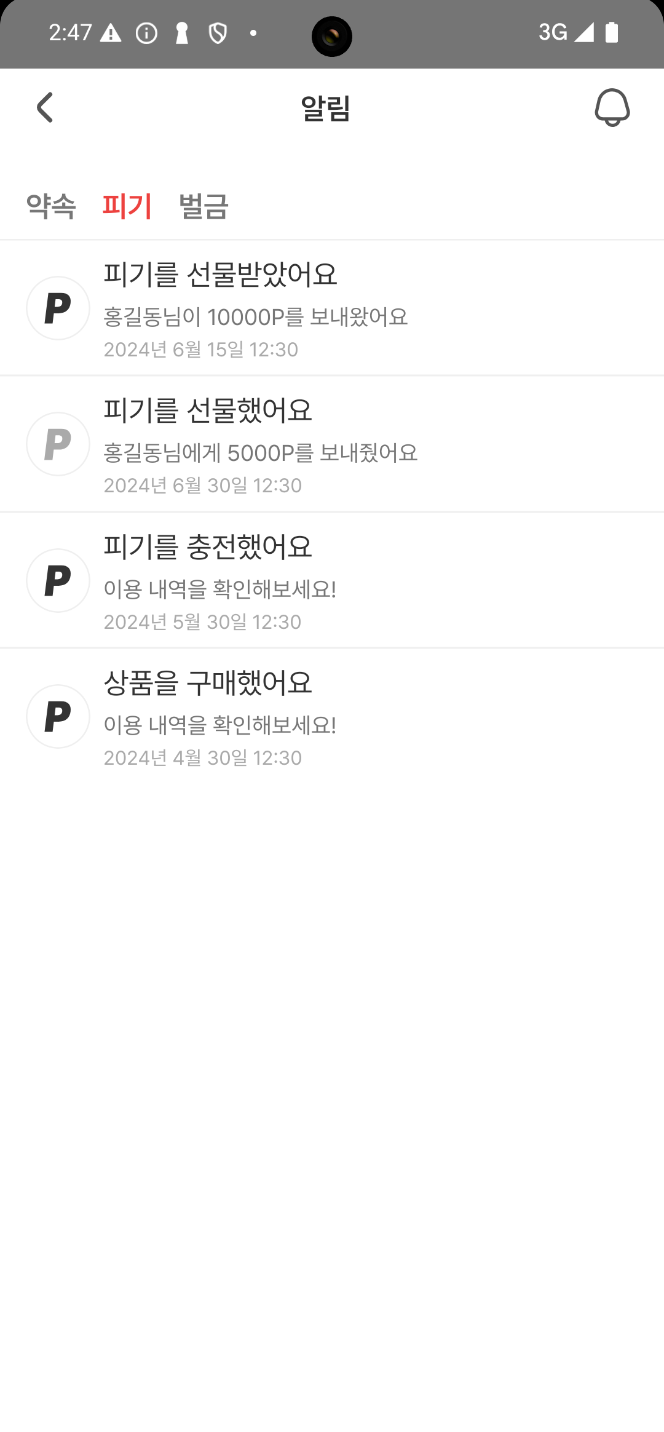 2:47
3G
알림
약속 피기 벌금
P
피기를 선물받았어요
홍길동님이 10000P를 보내왔어요
2024년 6월 15일 12:30
P
피기를 선물했어요
홍길동님에게 5000P를 보내줬어요
2024년 6월 30일 12:30
P
피기를 충전했어요
이용 내역을 확인해보세요!
2024년 5월 30일 12:30
P
상품을 구매했어요
이용 내역을 확인해보세요!
2024년 4월 30일 12:30